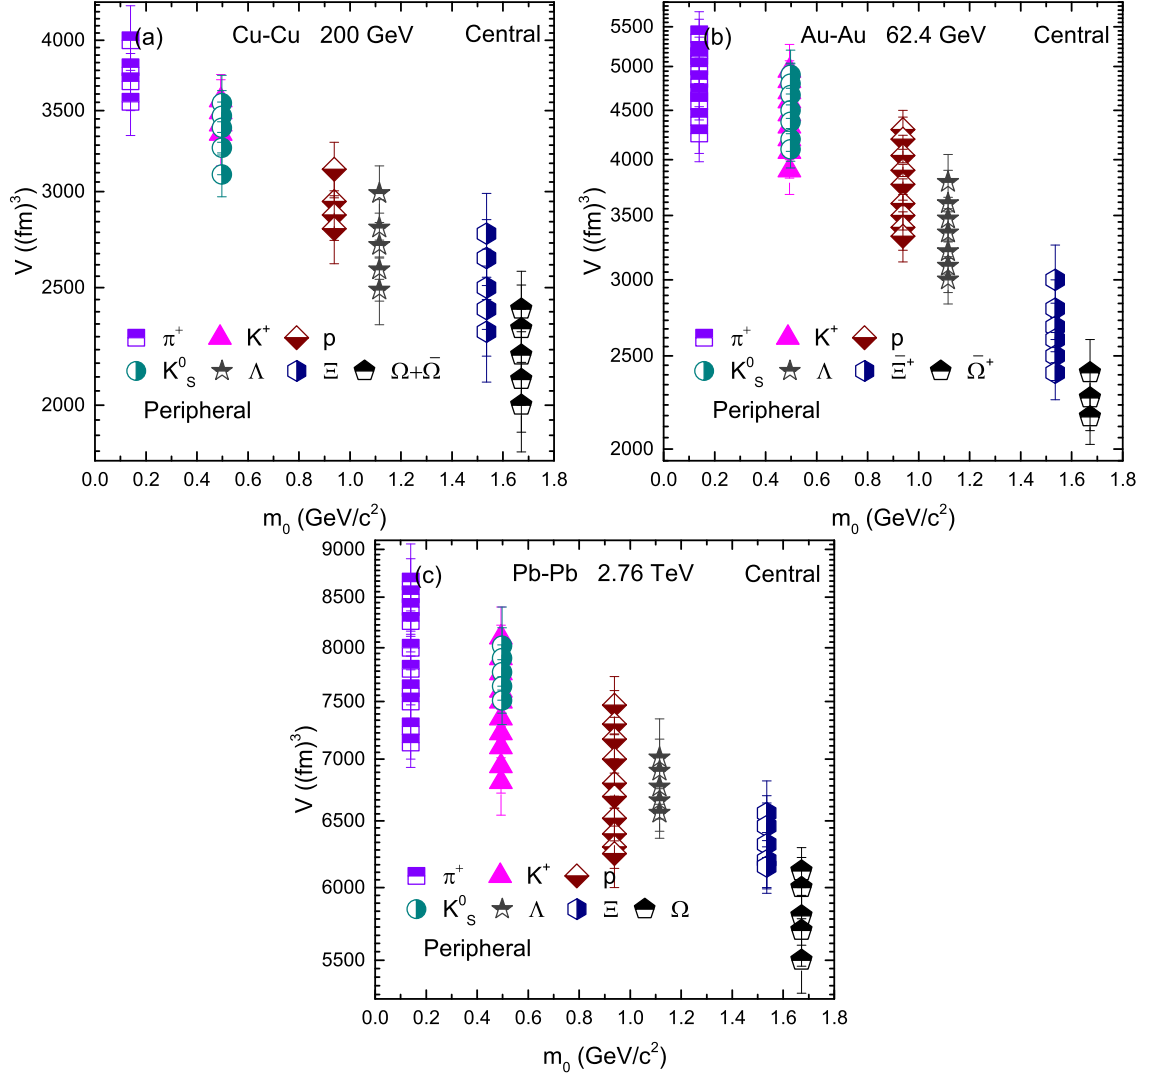 (a) Cu-Cu 200 GeV Central
4000
3500
3000
2500
2000
V ((fm)³)
π⁺ K⁺ p
K⁰_S Λ Ξ Ω+Ω̄
Peripheral
0.0 0.2 0.4 0.6 0.8 1.0 1.2 1.4 1.6 1.8
m₀ (GeV/c²)
(b) Au-Au 62.4 GeV Central
5500
5000
4500
4000
3500
3000
2500
2000
V ((fm)³)
π⁺ K⁺ p
K⁰_S Λ Ξ̄⁺ Ω̄⁺
Peripheral
0.0 0.2 0.4 0.6 0.8 1.0 1.2 1.4 1.6 1.8
m₀ (GeV/c²)
(c) Pb-Pb 2.76 TeV Central
9000
8500
8000
7500
7000
6500
6000
5500
V ((fm)³)
π⁺ K⁺ p
K⁰_S Λ Ξ Ω
Peripheral
0.0 0.2 0.4 0.6 0.8 1.0 1.2 1.4 1.6 1.8
m₀ (GeV/c²)